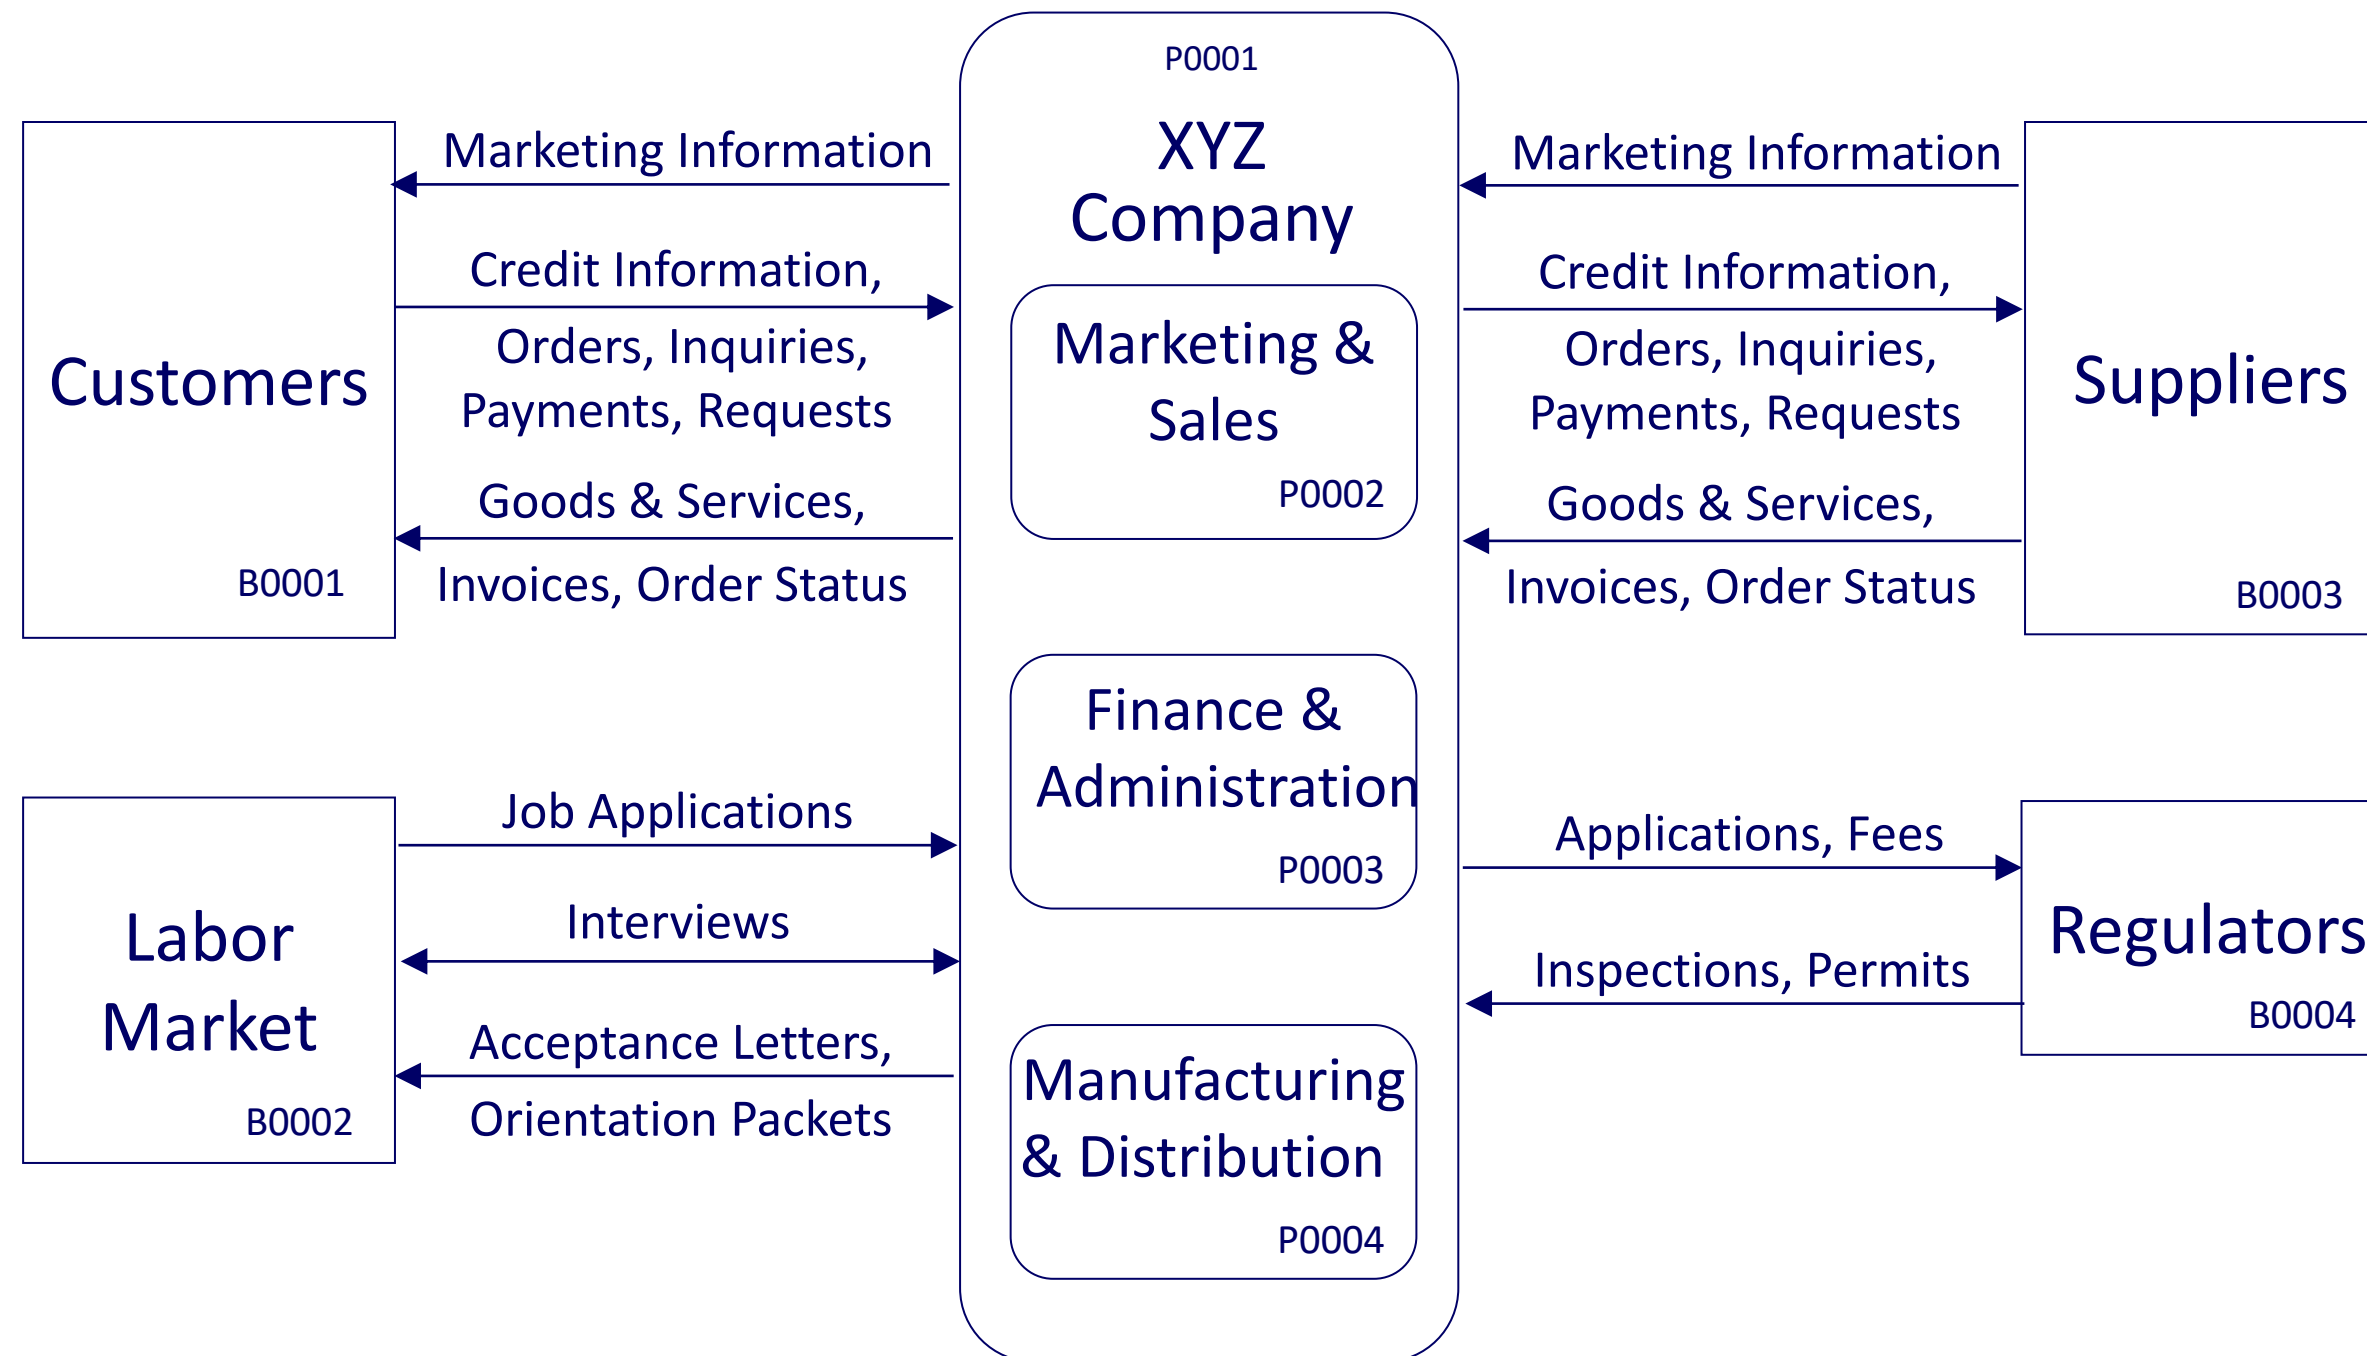 P0001
XYZ
Company
Marketing Information
Credit Information,
Orders, Inquiries,
Payments, Requests
Goods & Services,
Invoices, Order Status
Customers
B0001
Marketing &
Sales
P0002
Marketing Information
Credit Information,
Orders, Inquiries,
Payments, Requests
Goods & Services,
Invoices, Order Status
Suppliers
B0003
Labor
Market
B0002
Job Applications
Interviews
Acceptance Letters,
Orientation Packets
Finance &
Administration
P0003
Manufacturing
& Distribution
P0004
Applications, Fees
Inspections, Permits
Regulators
B0004